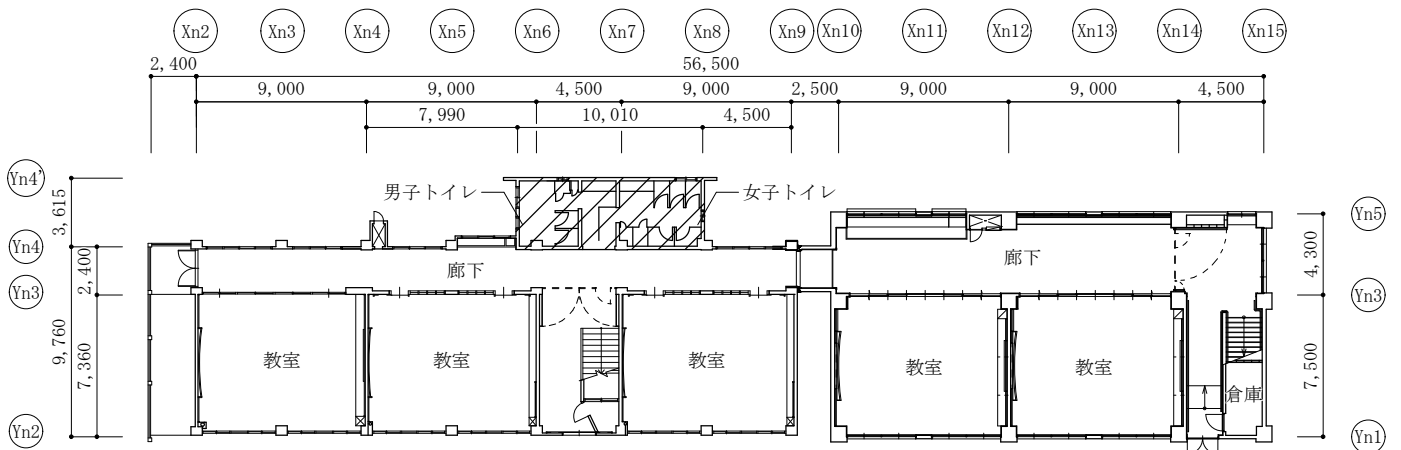 Xn2 Xn3 Xn4 Xn5 Xn6 Xn7 Xn8 Xn9 Xn10 Xn11 Xn12 Xn13 Xn14 Xn15
2,400 56,500
9,000 9,000 4,500 9,000 2,500 9,000 9,000 4,500
7,990 10,010 4,500
Yn4'
3,615
男子トイレ 女子トイレ
Yn5
Yn4
2,400
廊下 廊下
4,300
Yn3 Yn3
9,760
7,360
教室 教室 教室 教室 教室
7,500
倉庫
Yn2 Yn1